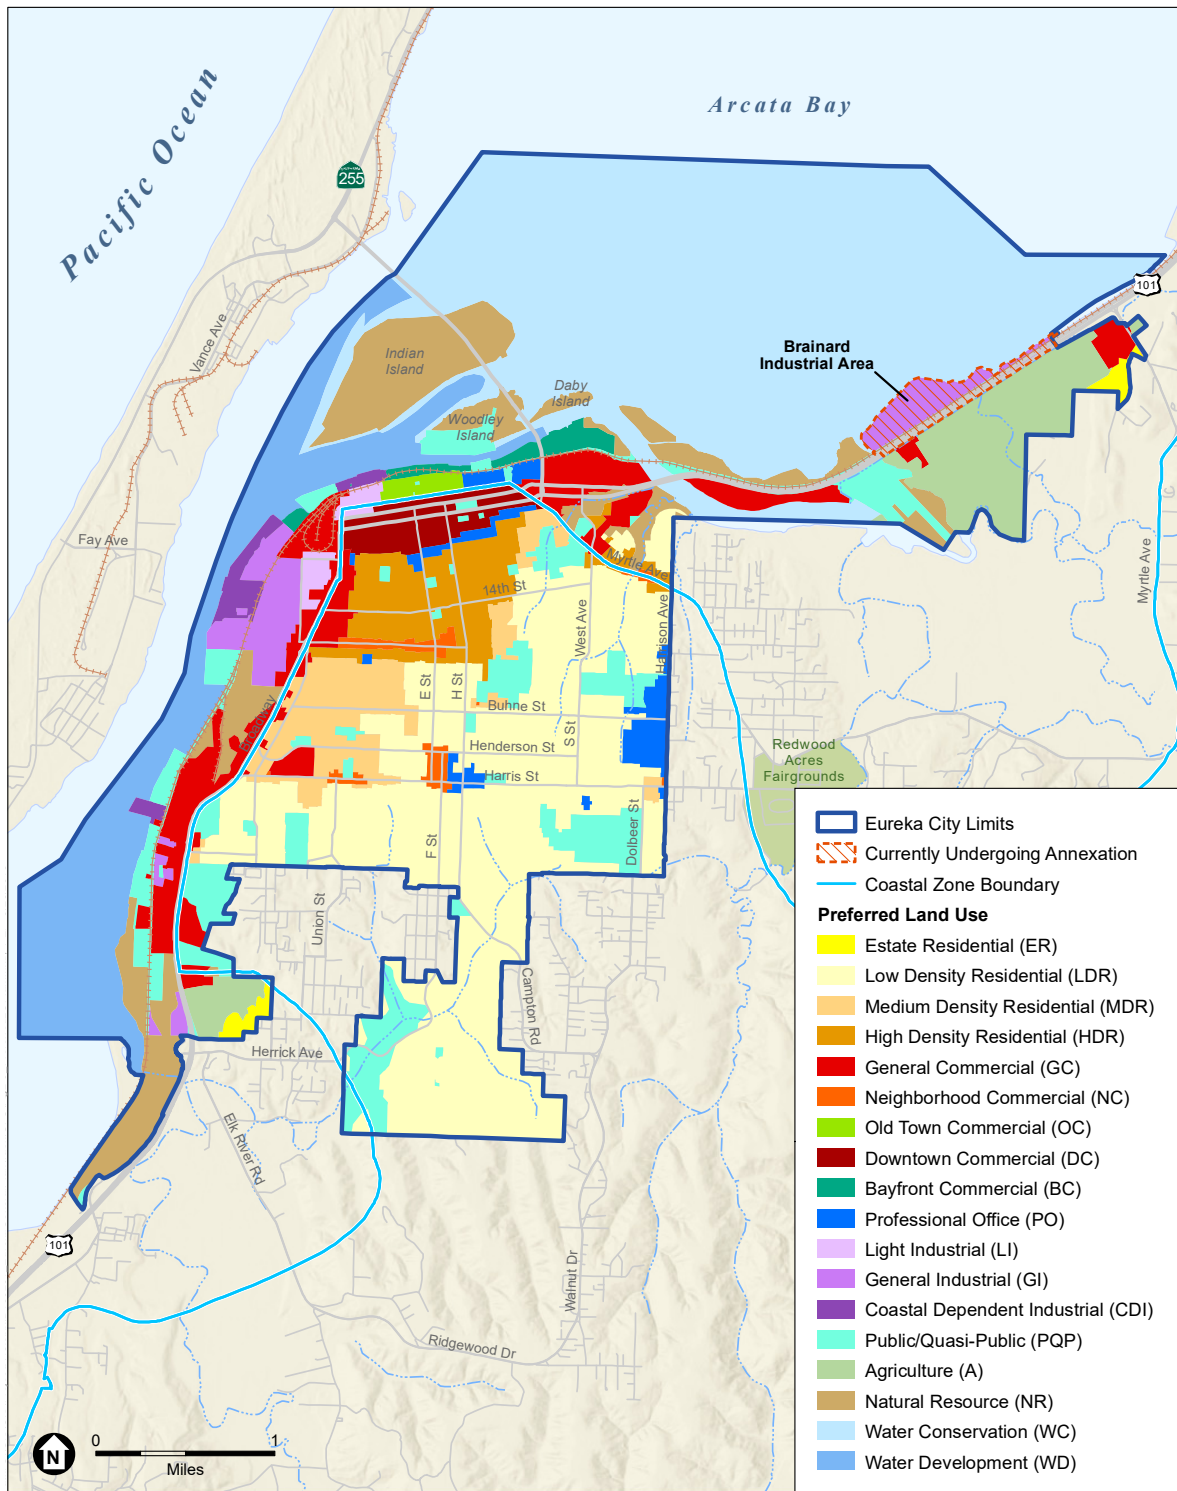 Arcata Bay
Pacific Ocean
255
101
Vance Ave
Brainard
Industrial Area
Indian
Island
Daby
Island
Woodley
Island
Fay Ave
Myrtle Ave
14th St
Myrtle Ave
West Ave
Harrison Ave
E St
H St
Buhne St
Broadway
S St
Henderson St
Harris St
Redwood
Acres
Fairgrounds
F St
Dolbeer St
Union St
Campton Rd
Herrick Ave
Elk River Rd
101
Walnut Dr
Ridgewood Dr
N
0
1
Miles
Eureka City Limits
Currently Undergoing Annexation
Coastal Zone Boundary
Preferred Land Use
Estate Residential (ER)
Low Density Residential (LDR)
Medium Density Residential (MDR)
High Density Residential (HDR)
General Commercial (GC)
Neighborhood Commercial (NC)
Old Town Commercial (OC)
Downtown Commercial (DC)
Bayfront Commercial (BC)
Professional Office (PO)
Light Industrial (LI)
General Industrial (GI)
Coastal Dependent Industrial (CDI)
Public/Quasi-Public (PQP)
Agriculture (A)
Natural Resource (NR)
Water Conservation (WC)
Water Development (WD)